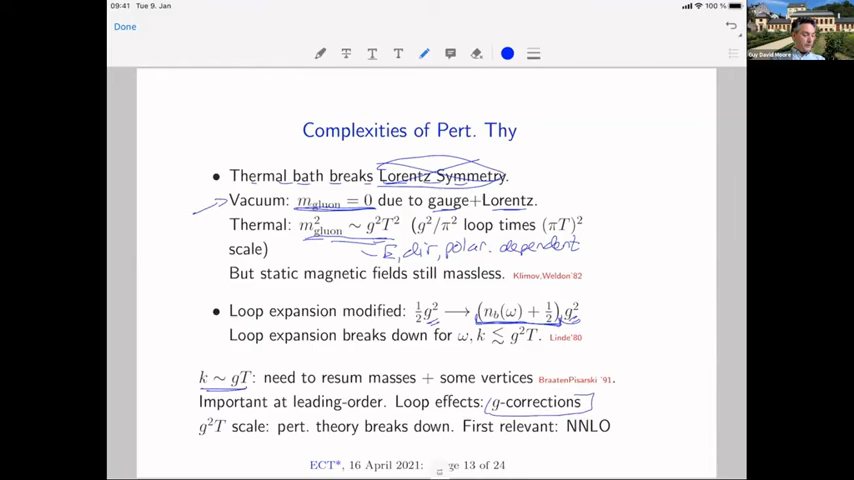 09:41 Tue 9. Jan
100 %
Done
Guy David Moore
Complexities of Pert. Thy
• Thermal bath breaks Lorentz Symmetry.
Vacuum: m_gluon = 0 due to gauge+Lorentz.
Thermal: m²_gluon ∼ g²T² (g²/π² loop times (πT)²
scale)
E, dir, polar. dependent
But static magnetic fields still massless. Klimov,Weldon'82
• Loop expansion modified: ½g² ⟶ (n_b(ω) + ½) g²
Loop expansion breaks down for ω, k ≲ g²T. Linde'80
k ∼ gT: need to resum masses + some vertices BraatenPisarski '91.
Important at leading-order. Loop effects: g-corrections
g²T scale: pert. theory breaks down. First relevant: NNLO
ECT*, 16 April 2021: ge 13 of 24